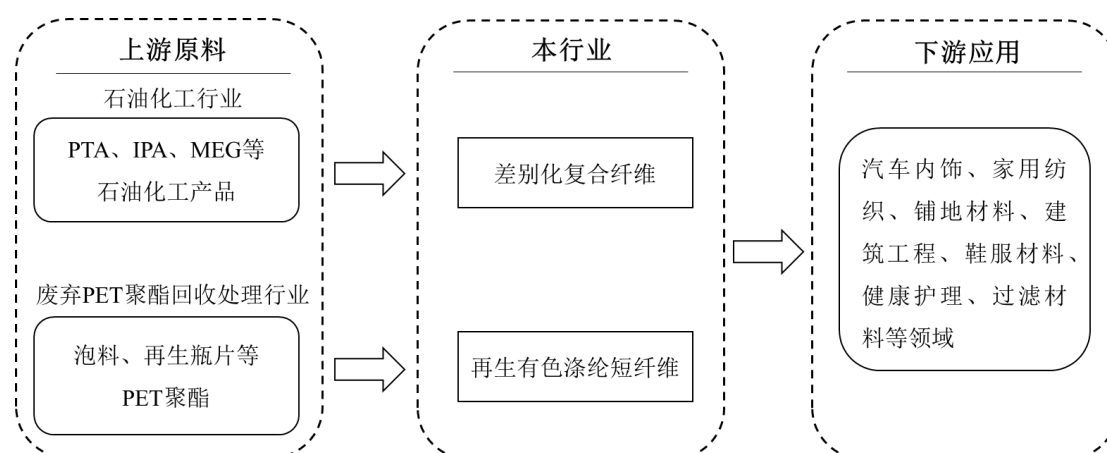 上游原料
石油化工行业
PTA、IPA、MEG等
石油化工产品
废弃PET聚酯回收处理行业
泡料、再生瓶片等
PET聚酯
本行业
差别化复合纤维
再生有色涤纶短纤维
下游应用
汽车内饰、家用纺
织、铺地材料、建
筑工程、鞋服材料、
健康护理、过滤材
料等领域